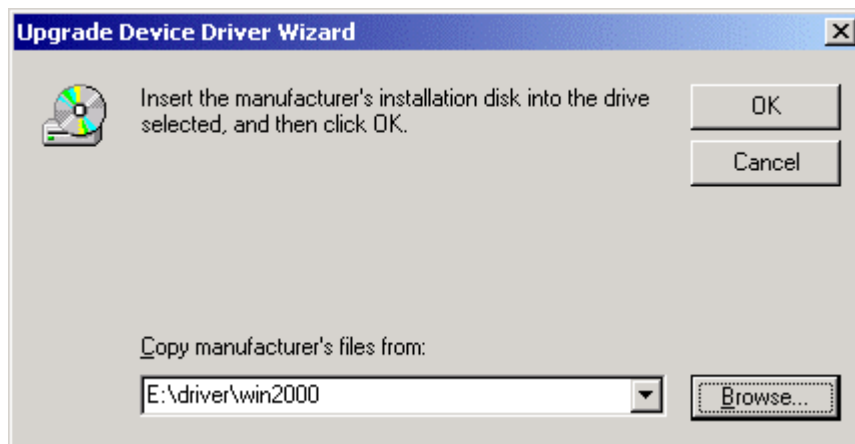 Upgrade Device Driver Wizard
Insert the manufacturer's installation disk into the drive
selected, and then click OK.
OK
Cancel
Copy manufacturer's files from:
E:\driver\win2000
Browse...